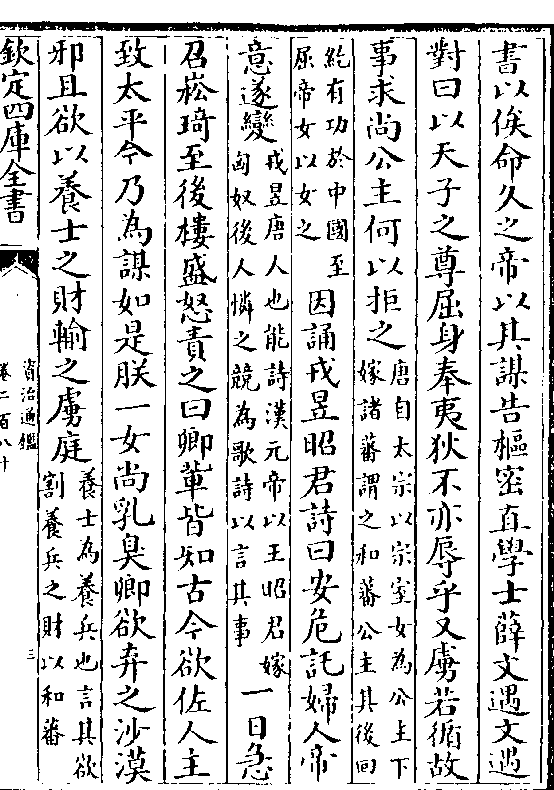 書以俟命久之帝以其謀告樞密直學士薛文遇文遇
對曰以天子之尊屈身奉夷狄不亦辱乎又虜若循故
事求尚公主何以拒之唐自太宗以宗室女為公主下
嫁諸蕃謂之和蕃公主其後回
紇有功於中國至
屈帝女以女之因誦戎昱昭君詩曰安危託婦人帝
意遂變戎昱唐人也能詩漢元帝以王昭君嫁
匈奴後人憐之競為歌詩以言其事一日急
召崧琦至後樓盛怒責之曰卿輩皆知古今欲佐人主
致太平今乃為謀如是朕一女尚乳臭卿欲弃之沙漠
邪且欲以養士之財輸之虜庭養士為養兵也言其欲
割養兵之財以和蕃
欽定四庫全書
資治通鑑
卷二百八十
三